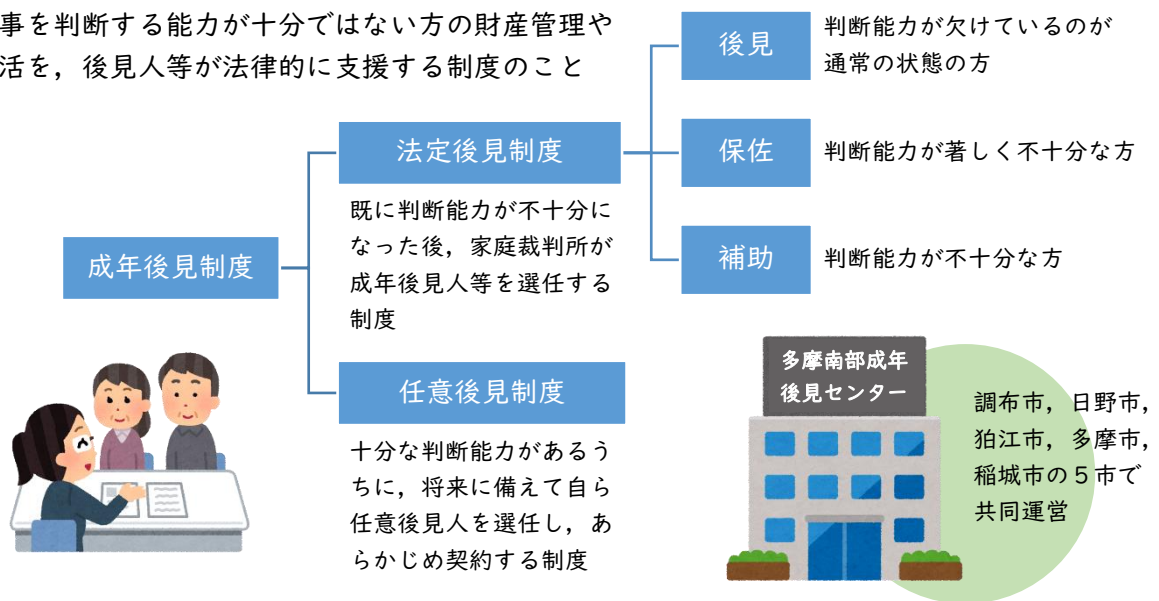 事を判断する能力が十分ではない方の財産管理や
活を，後見人等が法律的に支援する制度のこと
成年後見制度
法定後見制度
既に判断能力が不十分に
なった後，家庭裁判所が
成年後見人等を選任する
制度
任意後見制度
十分な判断能力があるう
ちに，将来に備えて自ら
任意後見人を選任し，あ
らかじめ契約する制度
後見
判断能力が欠けているのが
通常の状態の方
保佐
判断能力が著しく不十分な方
補助
判断能力が不十分な方
多摩南部成年
後見センター
調布市，日野市，
狛江市，多摩市，
稲城市の５市で
共同運営